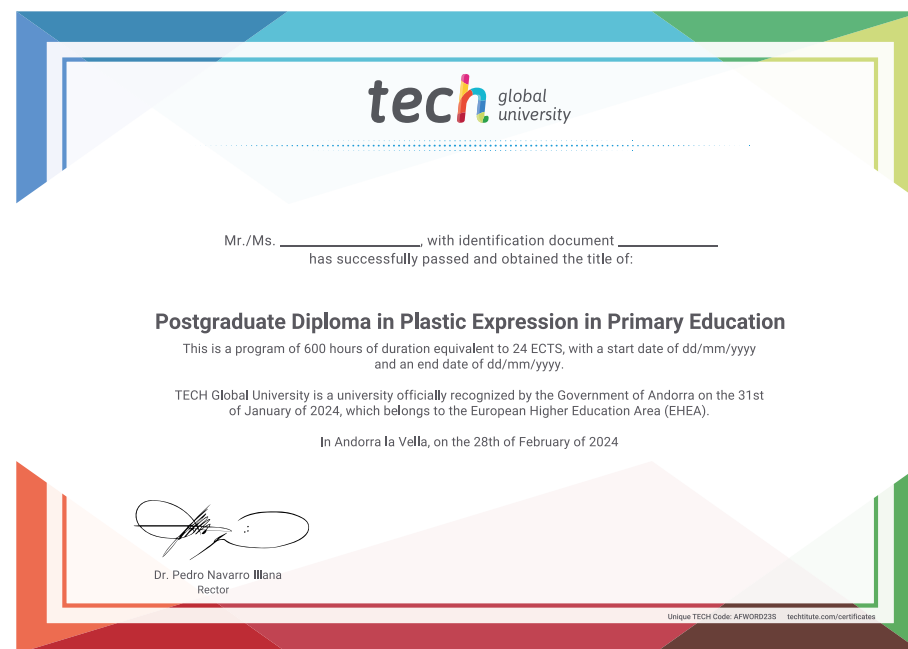 tech global university
Mr./Ms. ____________, with identification document ________
has successfully passed and obtained the title of:
Postgraduate Diploma in Plastic Expression in Primary Education
This is a program of 600 hours of duration equivalent to 24 ECTS, with a start date of dd/mm/yyyy
and an end date of dd/mm/yyyy.
TECH Global University is a university officially recognized by the Government of Andorra on the 31st
of January of 2024, which belongs to the European Higher Education Area (EHEA).
In Andorra la Vella, on the 28th of February of 2024
Dr. Pedro Navarro Illana
Rector
Unique TECH Code: AFWORD23S techtitute.com/certificates